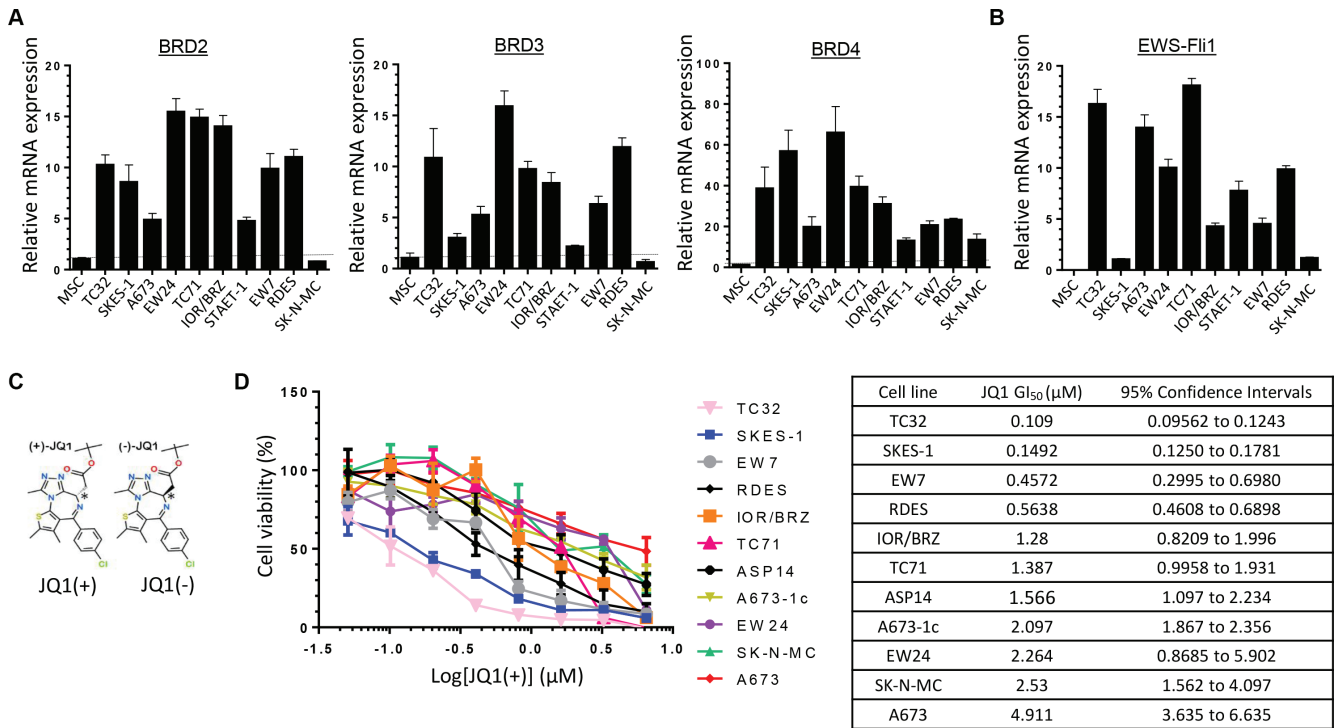 A
BRD2
Relative mRNA expression
20
15
10
5
0
MSC
TC32
SKES-1
A673
EW24
TC71
IOR/BRZ
STAET-1
EW7
RDES
SK-N-MC
BRD3
Relative mRNA expression
20
15
10
5
0
MSC
TC32
SKES-1
A673
EW24
TC71
IOR/BRZ
STAET-1
EW7
RDES
SK-N-MC
BRD4
Relative mRNA expression
100
80
60
40
20
0
MSC
TC32
SKES-1
A673
EW24
TC71
IOR/BRZ
STAET-1
EW7
RDES
SK-N-MC
B
EWS-Fli1
Relative mRNA expression
20
15
10
5
0
MSC
TC32
SKES-1
A673
EW24
TC71
IOR/BRZ
STAET-1
EW7
RDES
SK-N-MC
C
(+)-JQ1
N N
N
O
O
*
N
S
Cl
JQ1(+)
(-)-JQ1
N N
N
O
O
*
N
S
Cl
JQ1(-)
D
Cell viability (%)
150
100
50
0
-1.5 -1.0 -0.5 0.0 0.5 1.0
Log[JQ1(+)] (µM)
TC32
SKES-1
EW7
RDES
IOR/BRZ
TC71
ASP14
A673-1c
EW24
SK-N-MC
A673
Cell line JQ1 GI50 (µM) 95% Confidence Intervals
TC32 0.109 0.09562 to 0.1243
SKES-1 0.1492 0.1250 to 0.1781
EW7 0.4572 0.2995 to 0.6980
RDES 0.5638 0.4608 to 0.6898
IOR/BRZ 1.28 0.8209 to 1.996
TC71 1.387 0.9958 to 1.931
ASP14 1.566 1.097 to 2.234
A673-1c 2.097 1.867 to 2.356
EW24 2.264 0.8685 to 5.902
SK-N-MC 2.53 1.562 to 4.097
A673 4.911 3.635 to 6.635